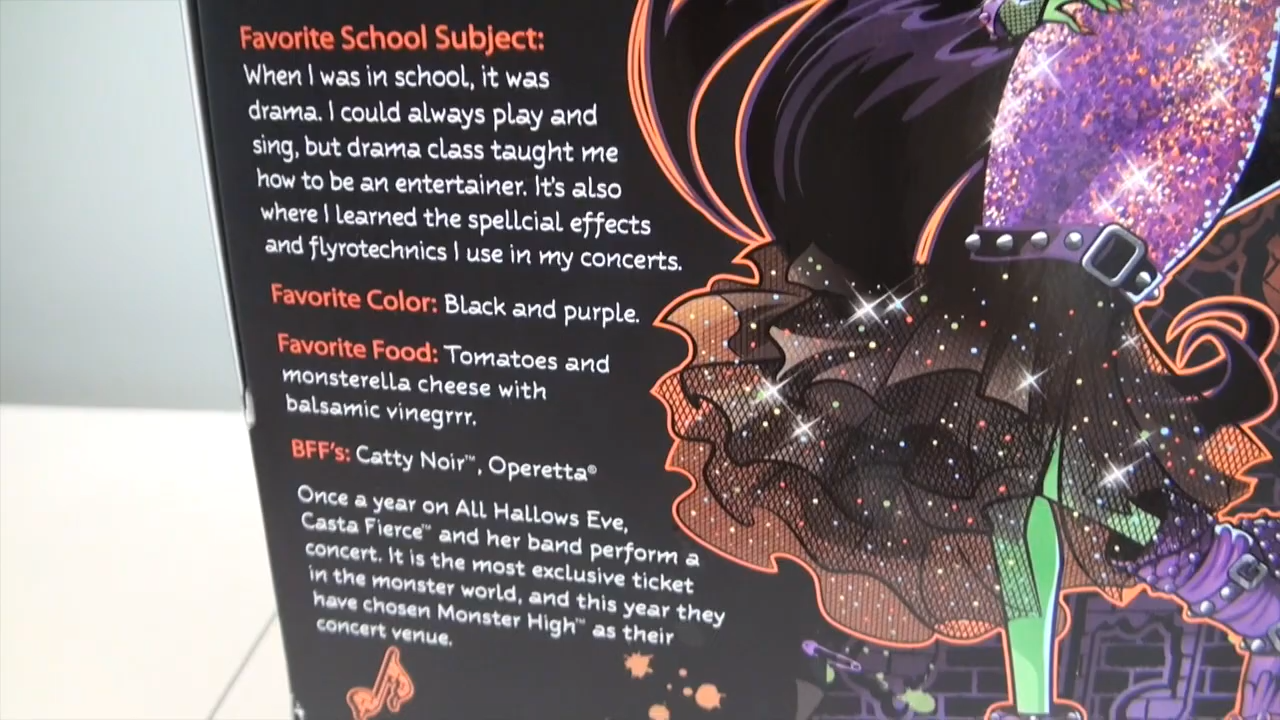 Favorite School Subject:
When I was in school, it was
drama. I could always play and
sing, but drama class taught me
how to be an entertainer. It's also
where I learned the spellcial effects
and flyrotechnics I use in my concerts.
Favorite Color: Black and purple.
Favorite Food: Tomatoes and
monsterella cheese with
balsamic vinegrrr.
BFF's: Catty Noir™, Operetta®
Once a year on All Hallows Eve,
Casta Fierce™ and her band perform a
concert. It is the most exclusive ticket
in the monster world, and this year they
have chosen Monster High™ as their
concert venue.